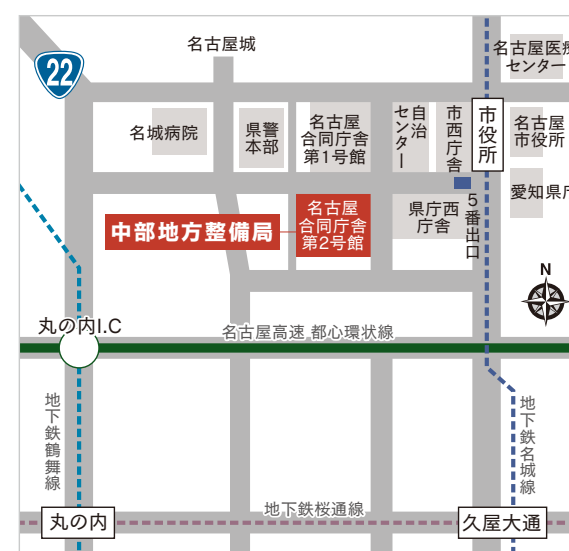 名古屋城
22
名古屋医療
センター
名城病院
県警
本部
名古屋
合同庁舎
第1号館
自治
センター
市西庁舎
市役所
名古屋
市役所
愛知県庁
中部地方整備局
名古屋
合同庁舎
第2号館
県庁西
庁舎
5番出口
N
丸の内I.C
名古屋高速 都心環状線
地下鉄鶴舞線
地下鉄名城線
地下鉄桜通線
丸の内
久屋大通